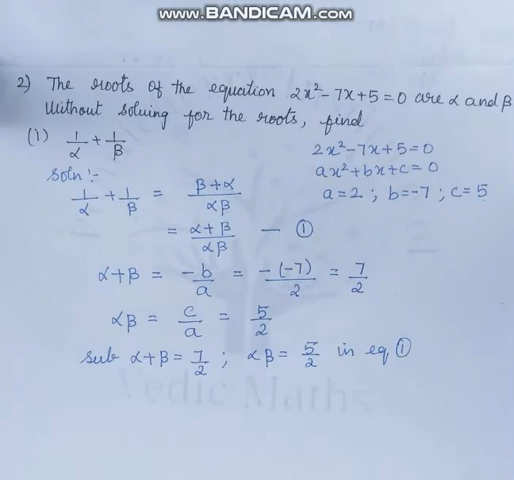 www.BANDICAM.com
2) The roots of the equation 2x² - 7x + 5 = 0 are α and β
Without solving for the roots, find
(1) 1/α + 1/β
2x² - 7x + 5 = 0
ax² + bx + c = 0
a = 2 ; b = -7 ; c = 5
Soln :-
1/α + 1/β = (β + α)/αβ
= (α + β)/αβ — ①
α + β = -b/a = -(-7)/2 = 7/2
αβ = c/a = 5/2
Sub α + β = 7/2 ; αβ = 5/2 in eq ①
Vedic Maths